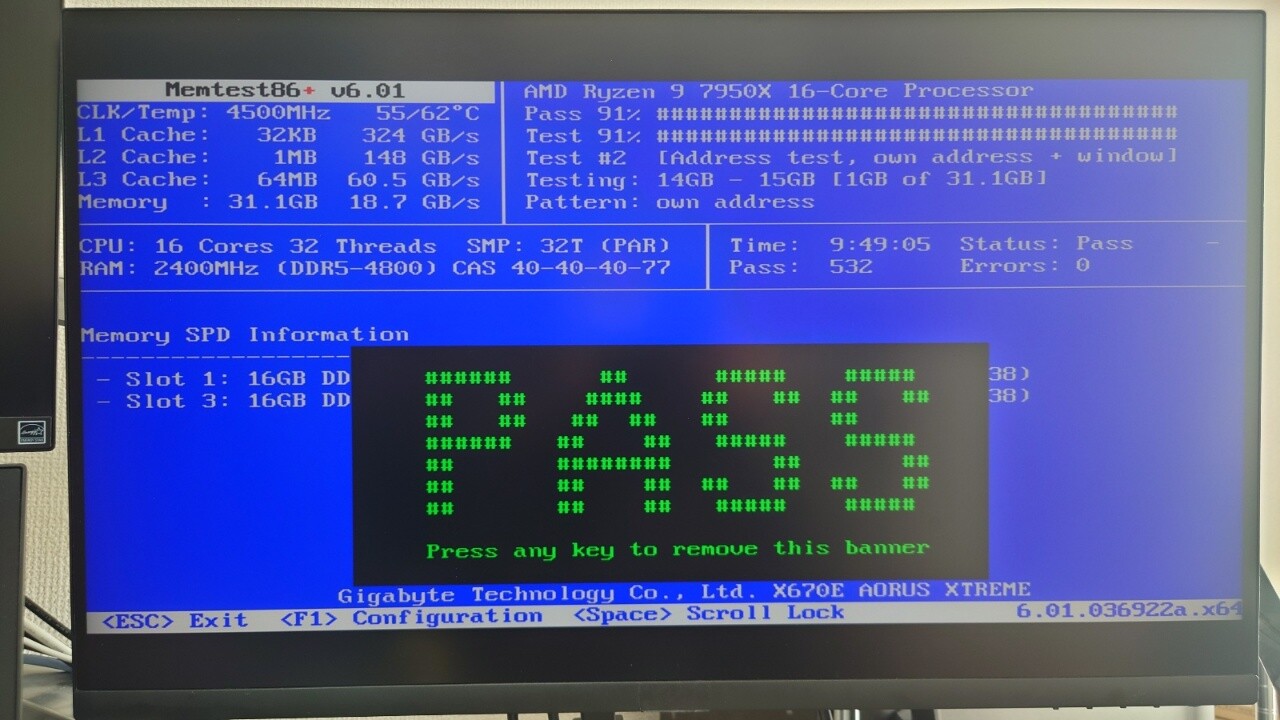 Memtest86+ v6.01
CLK/Temp: 4500MHz 55/62°C
L1 Cache: 32KB 324 GB/s
L2 Cache: 1MB 148 GB/s
L3 Cache: 64MB 60.5 GB/s
Memory : 31.1GB 18.7 GB/s
AMD Ryzen 9 7950X 16-Core Processor
Pass 91% ####################################
Test 91% ####################################
Test #2 [Address test, own address + window]
Testing: 14GB - 15GB [1GB of 31.1GB]
Pattern: own address
CPU: 16 Cores 32 Threads SMP: 32T (PAR)
RAM: 2400MHz (DDR5-4800) CAS 40-40-40-77
Time: 9:49:05 Status: Pass -
Pass: 532 Errors: 0
Memory SPD Information
- Slot 1: 16GB DD 38)
- Slot 3: 16GB DD 38)
PASS
Press any key to remove this banner
Gigabyte Technology Co., Ltd. X670E AORUS XTREME
<ESC> Exit <F1> Configuration <Space> Scroll Lock 6.01.036922a.x64